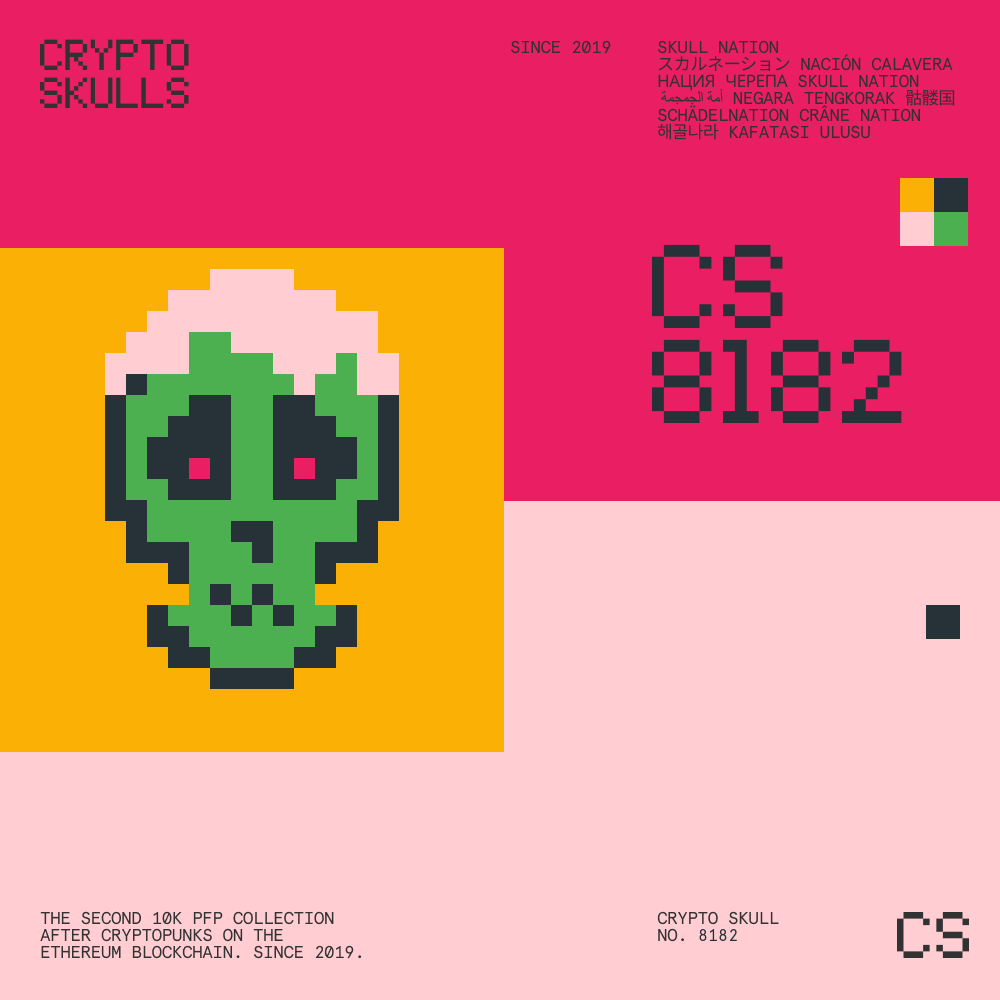 CRYPTO
SKULLS
SINCE 2019
SKULL NATION
スカルネーション NACIÓN CALAVERA
НАЦИЯ ЧЕРЕПА SKULL NATION
أمة الجمجمة NEGARA TENGKORAK 骷髅国
SCHÄDELNATION CRÂNE NATION
해골나라 KAFATASI ULUSU
CS
8182
THE SECOND 10K PFP COLLECTION
AFTER CRYPTOPUNKS ON THE
ETHEREUM BLOCKCHAIN. SINCE 2019.
CRYPTO SKULL
NO. 8182
CS